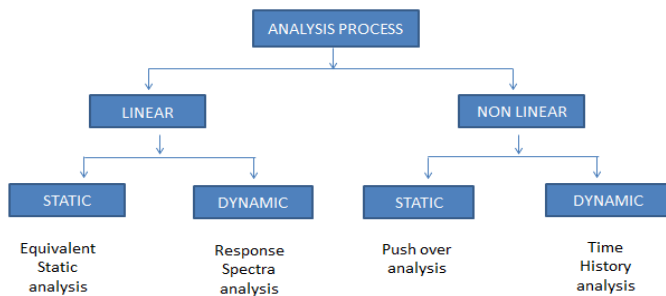 ANALYSIS PROCESS
LINEAR
NON LINEAR
STATIC
DYNAMIC
STATIC
DYNAMIC
Equivalent
Static
analysis
Response
Spectra
analysis
Push over
analysis
Time
History
analysis